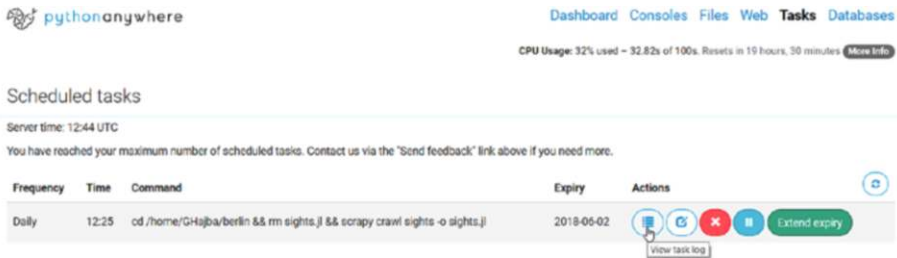 pythonanywhere
Dashboard Consoles Files Web Tasks Databases
CPU Usage: 32% used – 32.82s of 100s. Resets in 19 hours, 30 minutes More Info
Scheduled tasks
Server time: 12:44 UTC
You have reached your maximum number of scheduled tasks. Contact us via the "Send feedback" link above if you need more.
Frequency Time Command Expiry Actions
Daily 12:25 cd /home/GHajba/berlin && rm sights.jl && scrapy crawl sights -o sights.jl 2018-06-02 Extend expiry
View task log